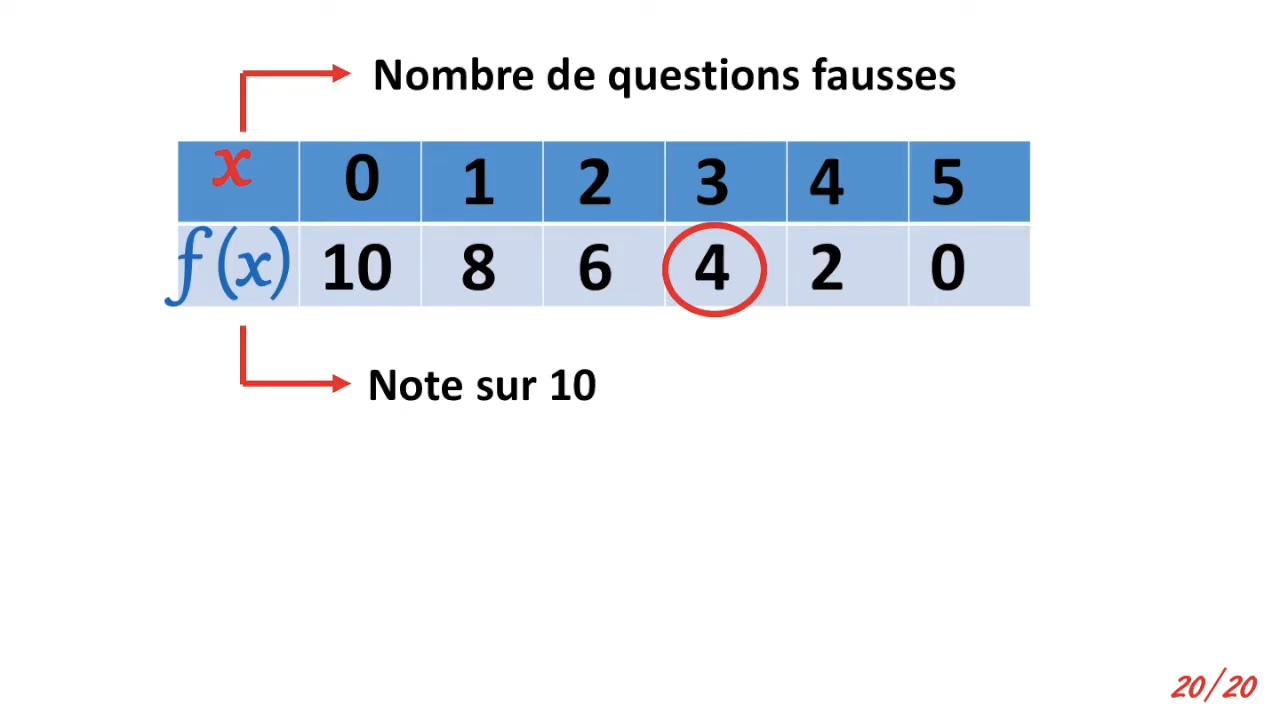 Nombre de questions fausses
x 0 1 2 3 4 5
f(x) 10 8 6 4 2 0
Note sur 10
20/20